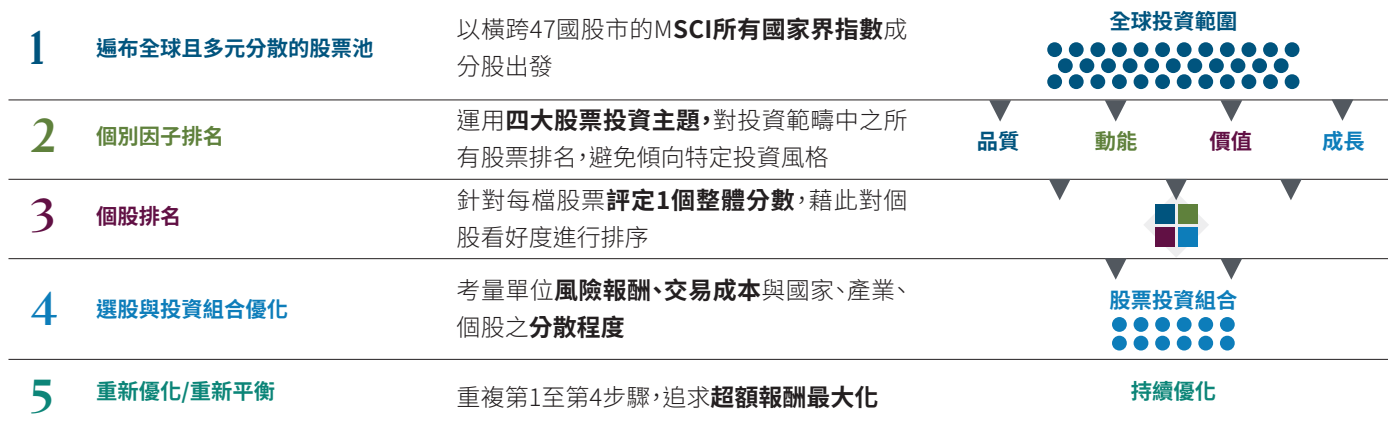 1
遍布全球且多元分散的股票池
以橫跨47國股市的MSCI所有國家界指數成
分股出發
全球投資範圍
2
個別因子排名
運用四大股票投資主題,對投資範疇中之所
有股票排名,避免傾向特定投資風格
品質 動能 價值 成長
3
個股排名
針對每檔股票評定1個整體分數,藉此對個
股看好度進行排序
4
選股與投資組合優化
考量單位風險報酬、交易成本與國家、產業、
個股之分散程度
股票投資組合
5
重新優化/重新平衡
重複第1至第4步驟,追求超額報酬最大化
持續優化